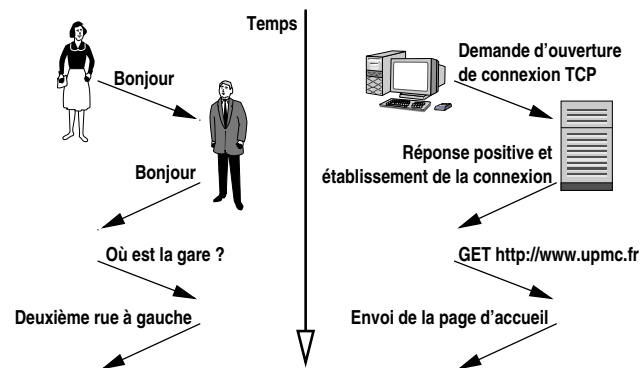 Temps
Bonjour
Bonjour
Où est la gare ?
Deuxième rue à gauche
Demande d’ouverture
de connexion TCP
Réponse positive et
établissement de la connexion
GET http://www.upmc.fr
Envoi de la page d’accueil